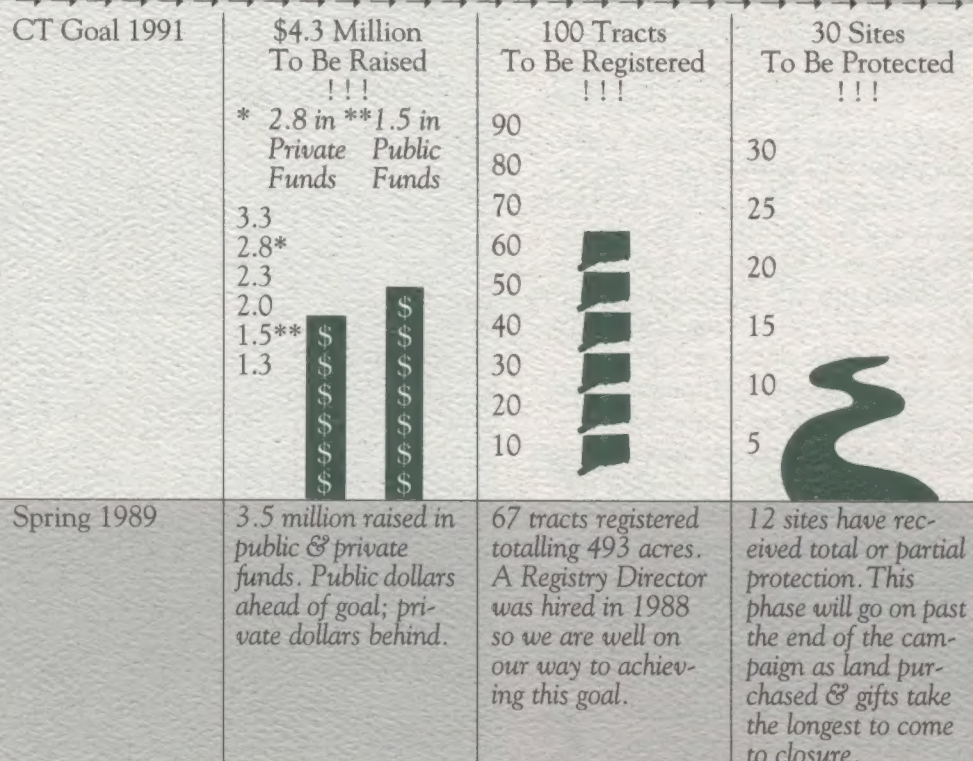 CT Goal 1991
$4.3 Million
To Be Raised
!!!
* 2.8 in **1.5 in
Private Public
Funds Funds
3.3
2.8*
2.3
2.0
1.5**
1.3
$ $
$ $
$ $
$ $
$ $
$ $
$
100 Tracts
To Be Registered
!!!
90
80
70
60
50
40
30
20
10
30 Sites
To Be Protected
!!!
30
25
20
15
10
5
Spring 1989
3.5 million raised in
public & private
funds. Public dollars
ahead of goal; pri-
vate dollars behind.
67 tracts registered
totalling 493 acres.
A Registry Director
was hired in 1988
so we are well on
our way to achiev-
ing this goal.
12 sites have rec-
eived total or partial
protection. This
phase will go on past
the end of the cam-
paign as land pur-
chased & gifts take
the longest to come
to closure.